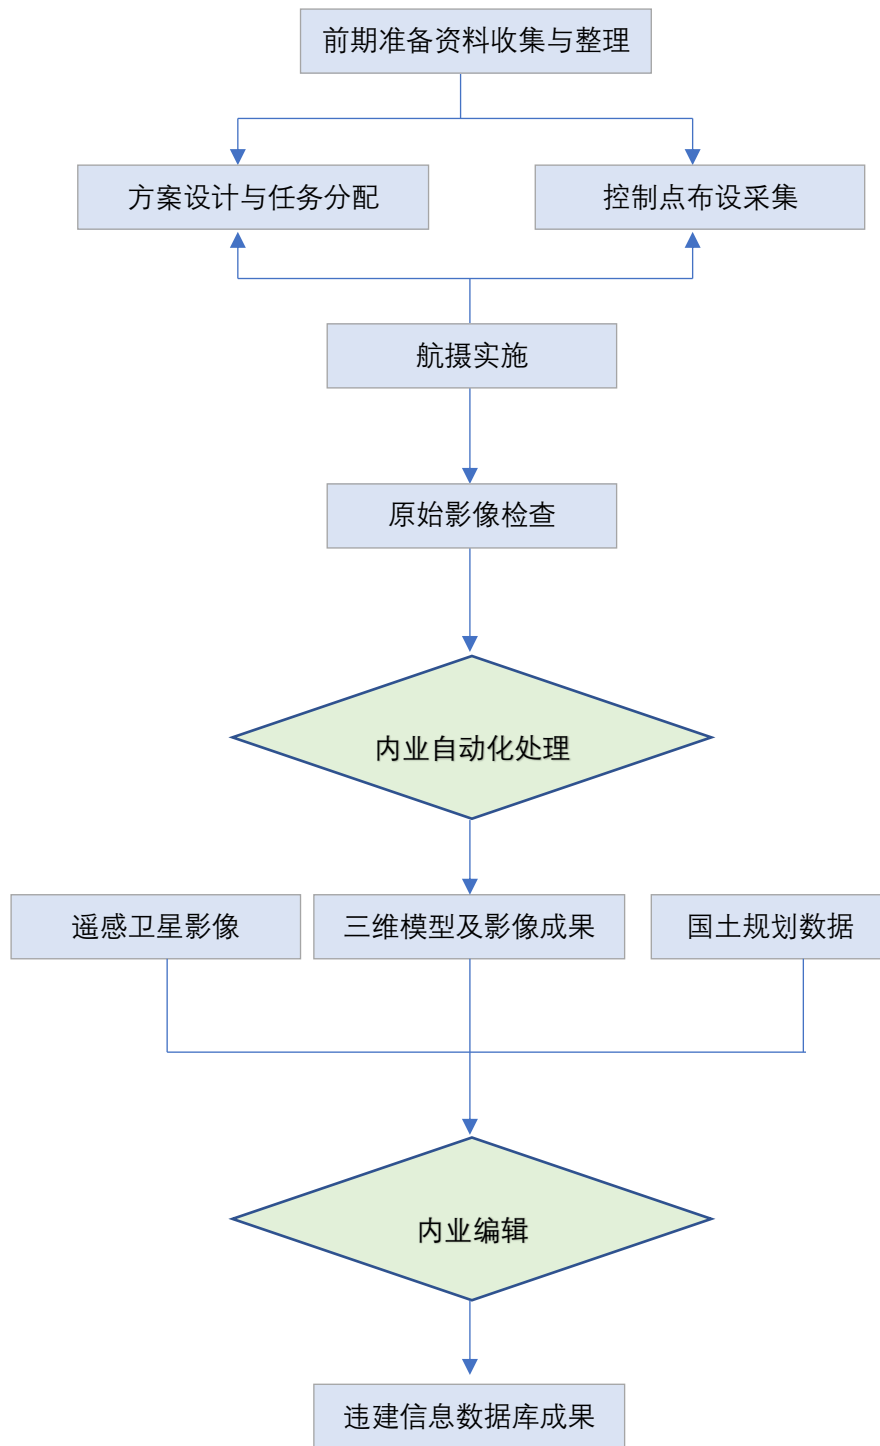 前期准备资料收集与整理
方案设计与任务分配
控制点布设采集
航摄实施
原始影像检查
内业自动化处理
遥感卫星影像
三维模型及影像成果
国土规划数据
内业编辑
违建信息数据库成果